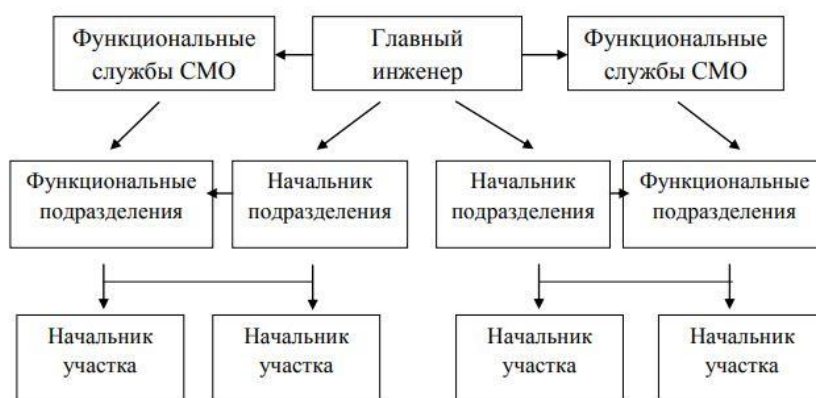 Функциональные
службы СМО
Главный
инженер
Функциональные
службы СМО
Функциональные
подразделения
Начальник
подразделения
Начальник
подразделения
Функциональные
подразделения
Начальник
участка
Начальник
участка
Начальник
участка
Начальник
участка